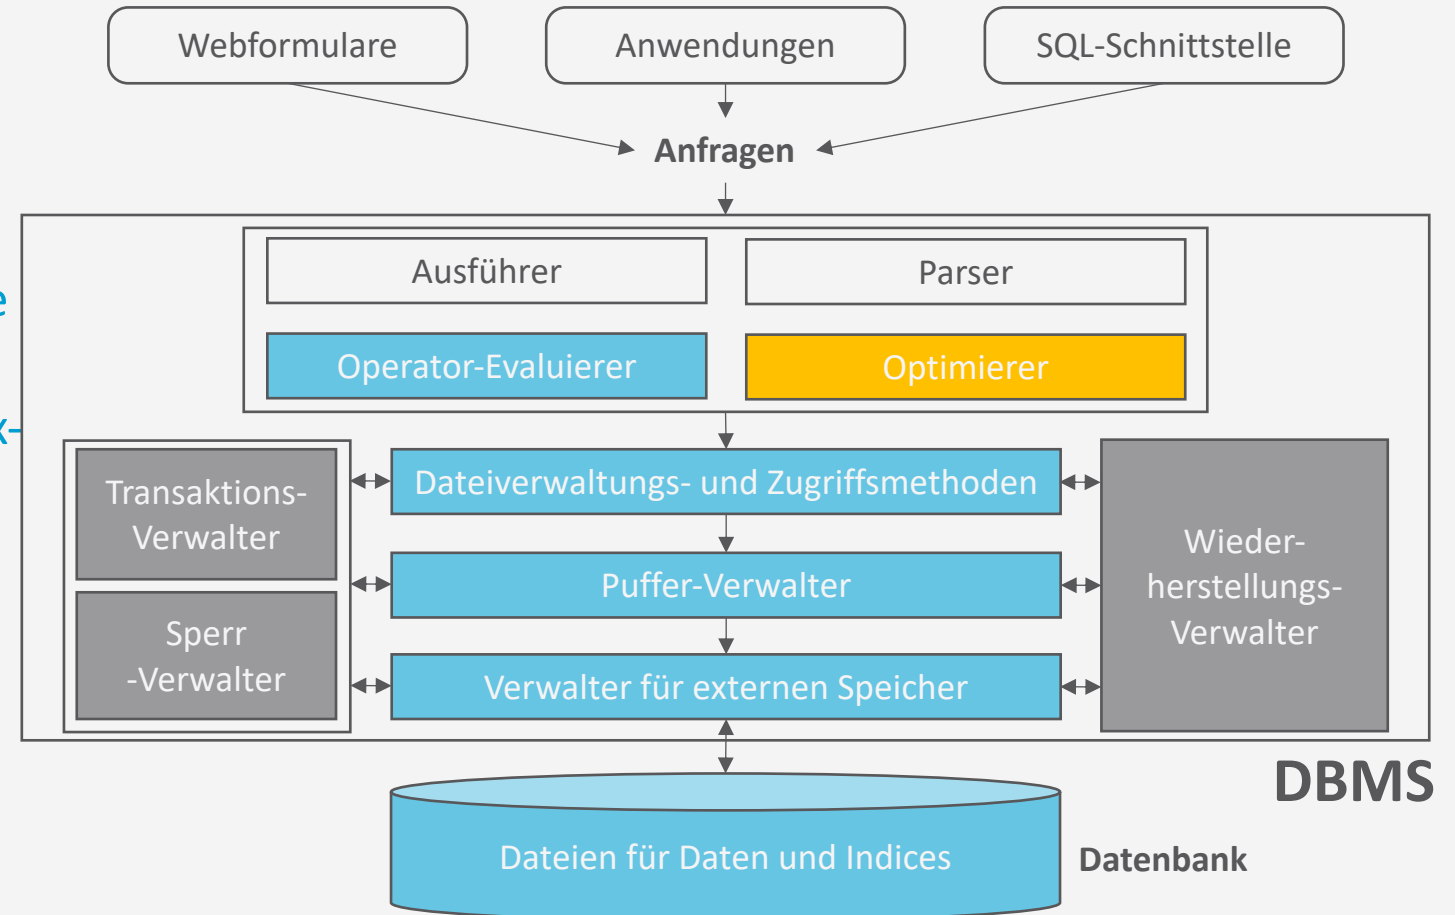 Webformulare
Anwendungen
SQL-Schnittstelle
Anfragen
Ausführer
Parser
e
Operator-Evaluierer
Optimierer
x-
Transaktions-
Verwalter
Sperr
-Verwalter
Dateiverwaltungs- und Zugriffsmethoden
Puffer-Verwalter
Verwalter für externen Speicher
Wieder-
herstellungs-
Verwalter
DBMS
Dateien für Daten und Indices
Datenbank